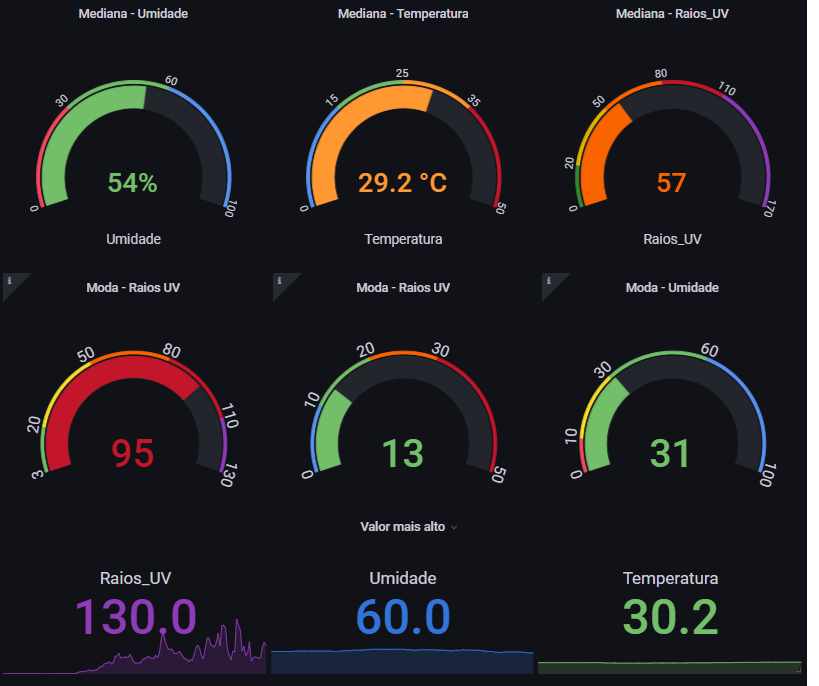 Mediana - Umidade
Mediana - Temperatura
Mediana - Raios_UV
0
30
60
100
54%
Umidade
0
15
25
35
50
29.2 °C
Temperatura
0
20
50
80
110
170
57
Raios_UV
i
Moda - Raios UV
i
Moda - Raios UV
i
Moda - Umidade
3
20
50
80
110
130
95
0
10
20
30
50
13
0
10
30
60
100
31
Valor mais alto
Raios_UV
130.0
Umidade
60.0
Temperatura
30.2